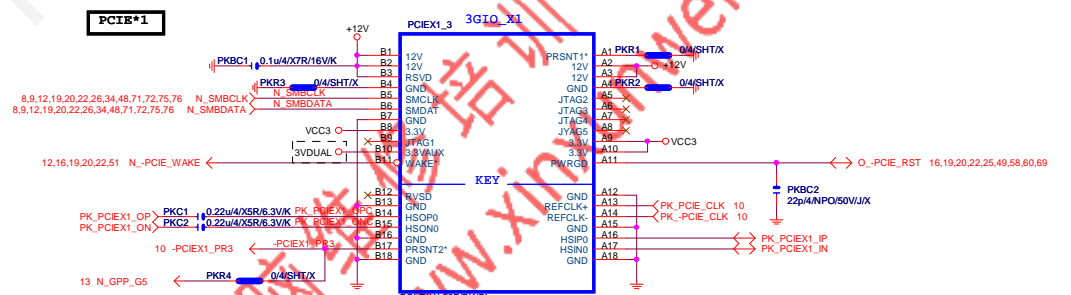 PCIE*1
3GIO_X1
PCIEX1_3
+12V
PKBC1 0.1u/4/X7R/16V/K
PKR3 0/4/SHT/X
8,9,12,19,20,22,26,34,48,71,72,75,76 N_SMBCLK N_SMBCLK
8,9,12,19,20,22,26,34,48,71,72,75,76 N_SMBDATA N_SMBDATA
VCC3
3VDUAL
12,16,19,20,22,51 N_-PCIE_WAKE
PK_PCIEX1_OP PKC1 0.22u/4/X5R/6.3V/K PK_PCIEX1_OPC
PK_PCIEX1_ON PKC2 0.22u/4/X5R/6.3V/K PK_PCIEX1_ONC
10 -PCIEX1_PR3 -PCIEX1_PR3
13 N_GPP_G5 PKR4 0/4/SHT/X
B1 12V
B2 12V
B3 RSVD
B4 GND
B5 SMCLK
B6 SMDAT
B7 GND
B8 3.3V
B9 JTAG1
B10 3.3VAUX
B11 WAKE*
KEY
B12 RVSD
B13 GND
B14 HSOP0
B15 HSON0
B16 GND
B17 PRSNT2*
B18 GND
PRSNT1* A1
12V A2
12V A3
GND A4
JTAG2 A5
JTAG3 A6
JTAG4 A7
JYAG5 A8
3.3V A9
3.3V A10
PWRGD A11
GND A12
REFCLK+ A13
REFCLK- A14
GND A15
HSIP0 A16
HSIN0 A17
GND A18
PKR1 0/4/SHT/X
+12V
PKR2 0/4/SHT/X
VCC3
O_-PCIE_RST 16,19,20,22,25,49,58,60,69
PKBC2
22p/4/NPO/50V/J/X
PK_PCIE_CLK 10
PK_-PCIE_CLK 10
PK_PCIEX1_IP
PK_PCIEX1_IN
维修培训
www.xinxunwei